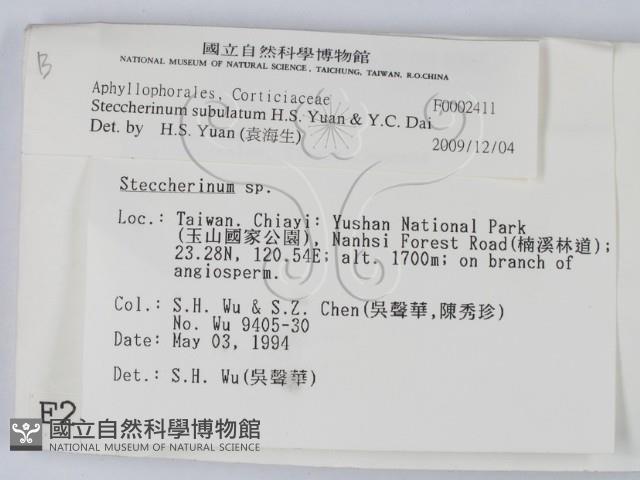 B
國立自然科學博物館
NATIONAL MUSEUM OF NATURAL SCIENCE, TAICHUNG, TAIWAN, R.O.CHINA
Aphyllophorales, Corticiaceae F0002411
Steccherinum subulatum H.S. Yuan & Y.C. Dai
Det. by H.S. Yuan (袁海生) 2009/12/04
Steccherinum sp.
Loc.: Taiwan. Chiayi: Yushan National Park
(玉山國家公園), Nanhsi Forest Road(楠溪林道);
23.28N, 120.54E; alt. 1700m; on branch of
angiosperm.
Col.: S.H. Wu & S.Z. Chen(吳聲華,陳秀珍)
No. Wu 9405-30
Date: May 03, 1994
Det.: S.H. Wu(吳聲華)
國立自然科學博物館
NATIONAL MUSEUM OF NATURAL SCIENCE